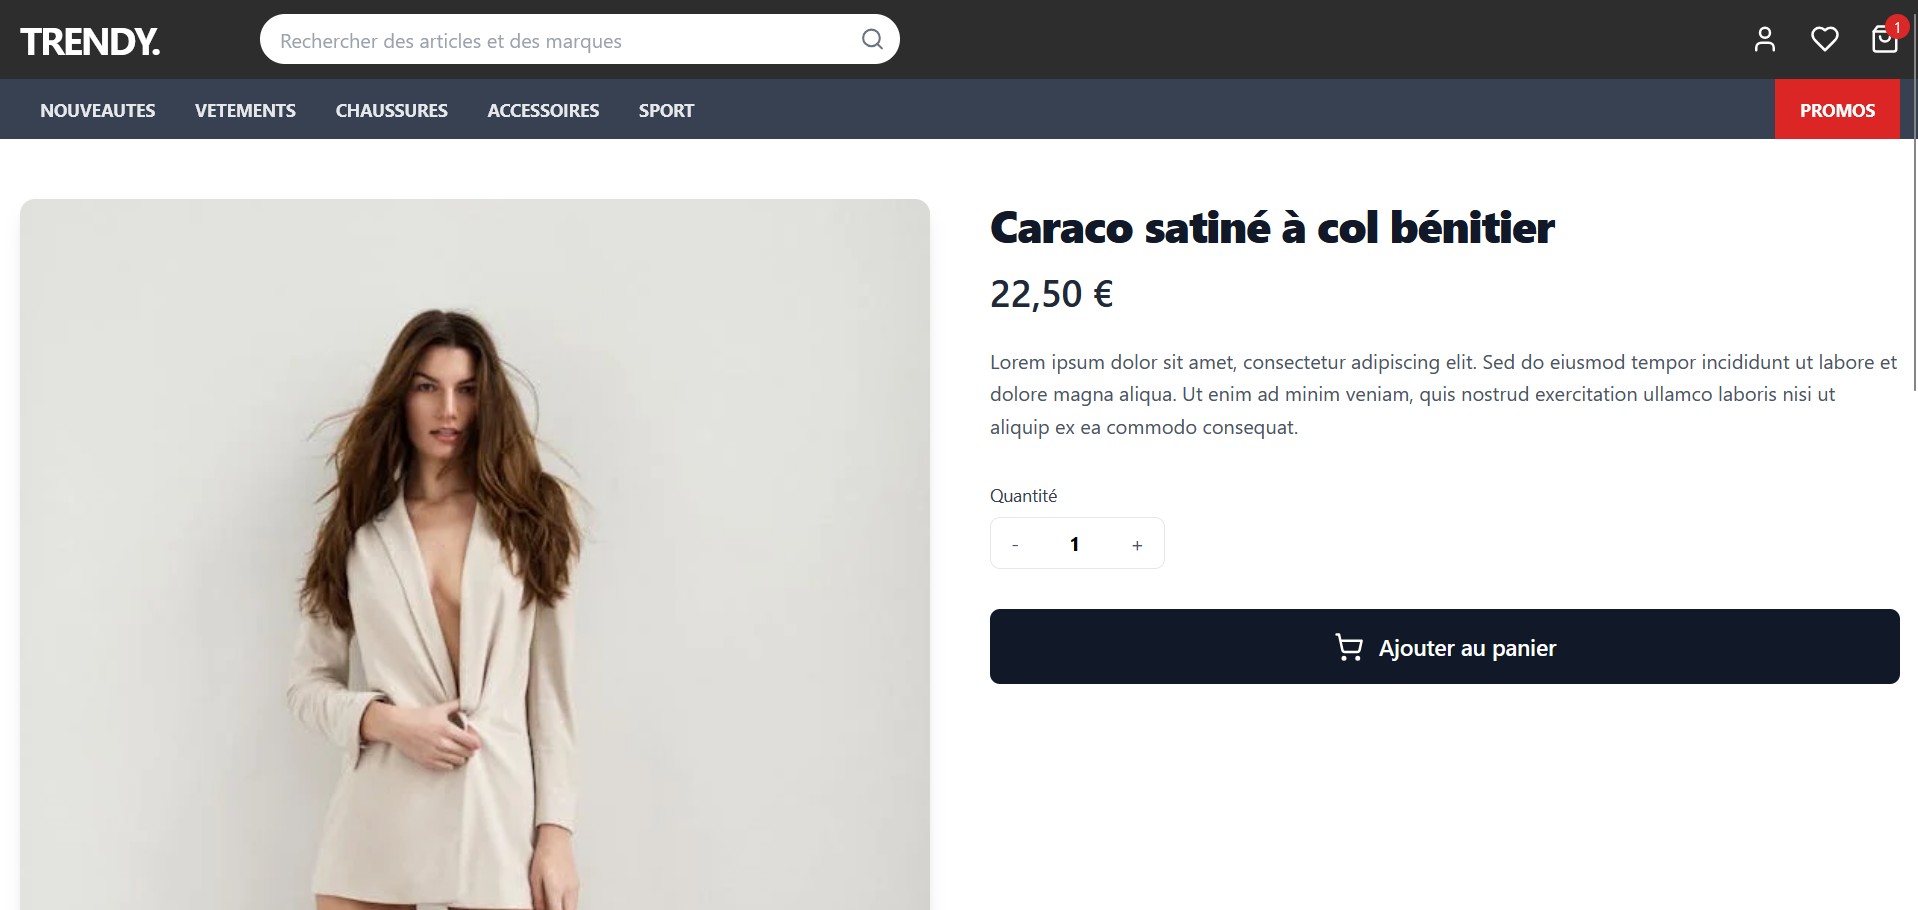 TRENDY.
Rechercher des articles et des marques
1
NOUVEAUTES
VETEMENTS
CHAUSSURES
ACCESSOIRES
SPORT
PROMOS
Caraco satiné à col bénitier
22,50 €
Lorem ipsum dolor sit amet, consectetur adipiscing elit. Sed do eiusmod tempor incididunt ut labore et
dolore magna aliqua. Ut enim ad minim veniam, quis nostrud exercitation ullamco laboris nisi ut
aliquip ex ea commodo consequat.
Quantité
- 1 +
Ajouter au panier